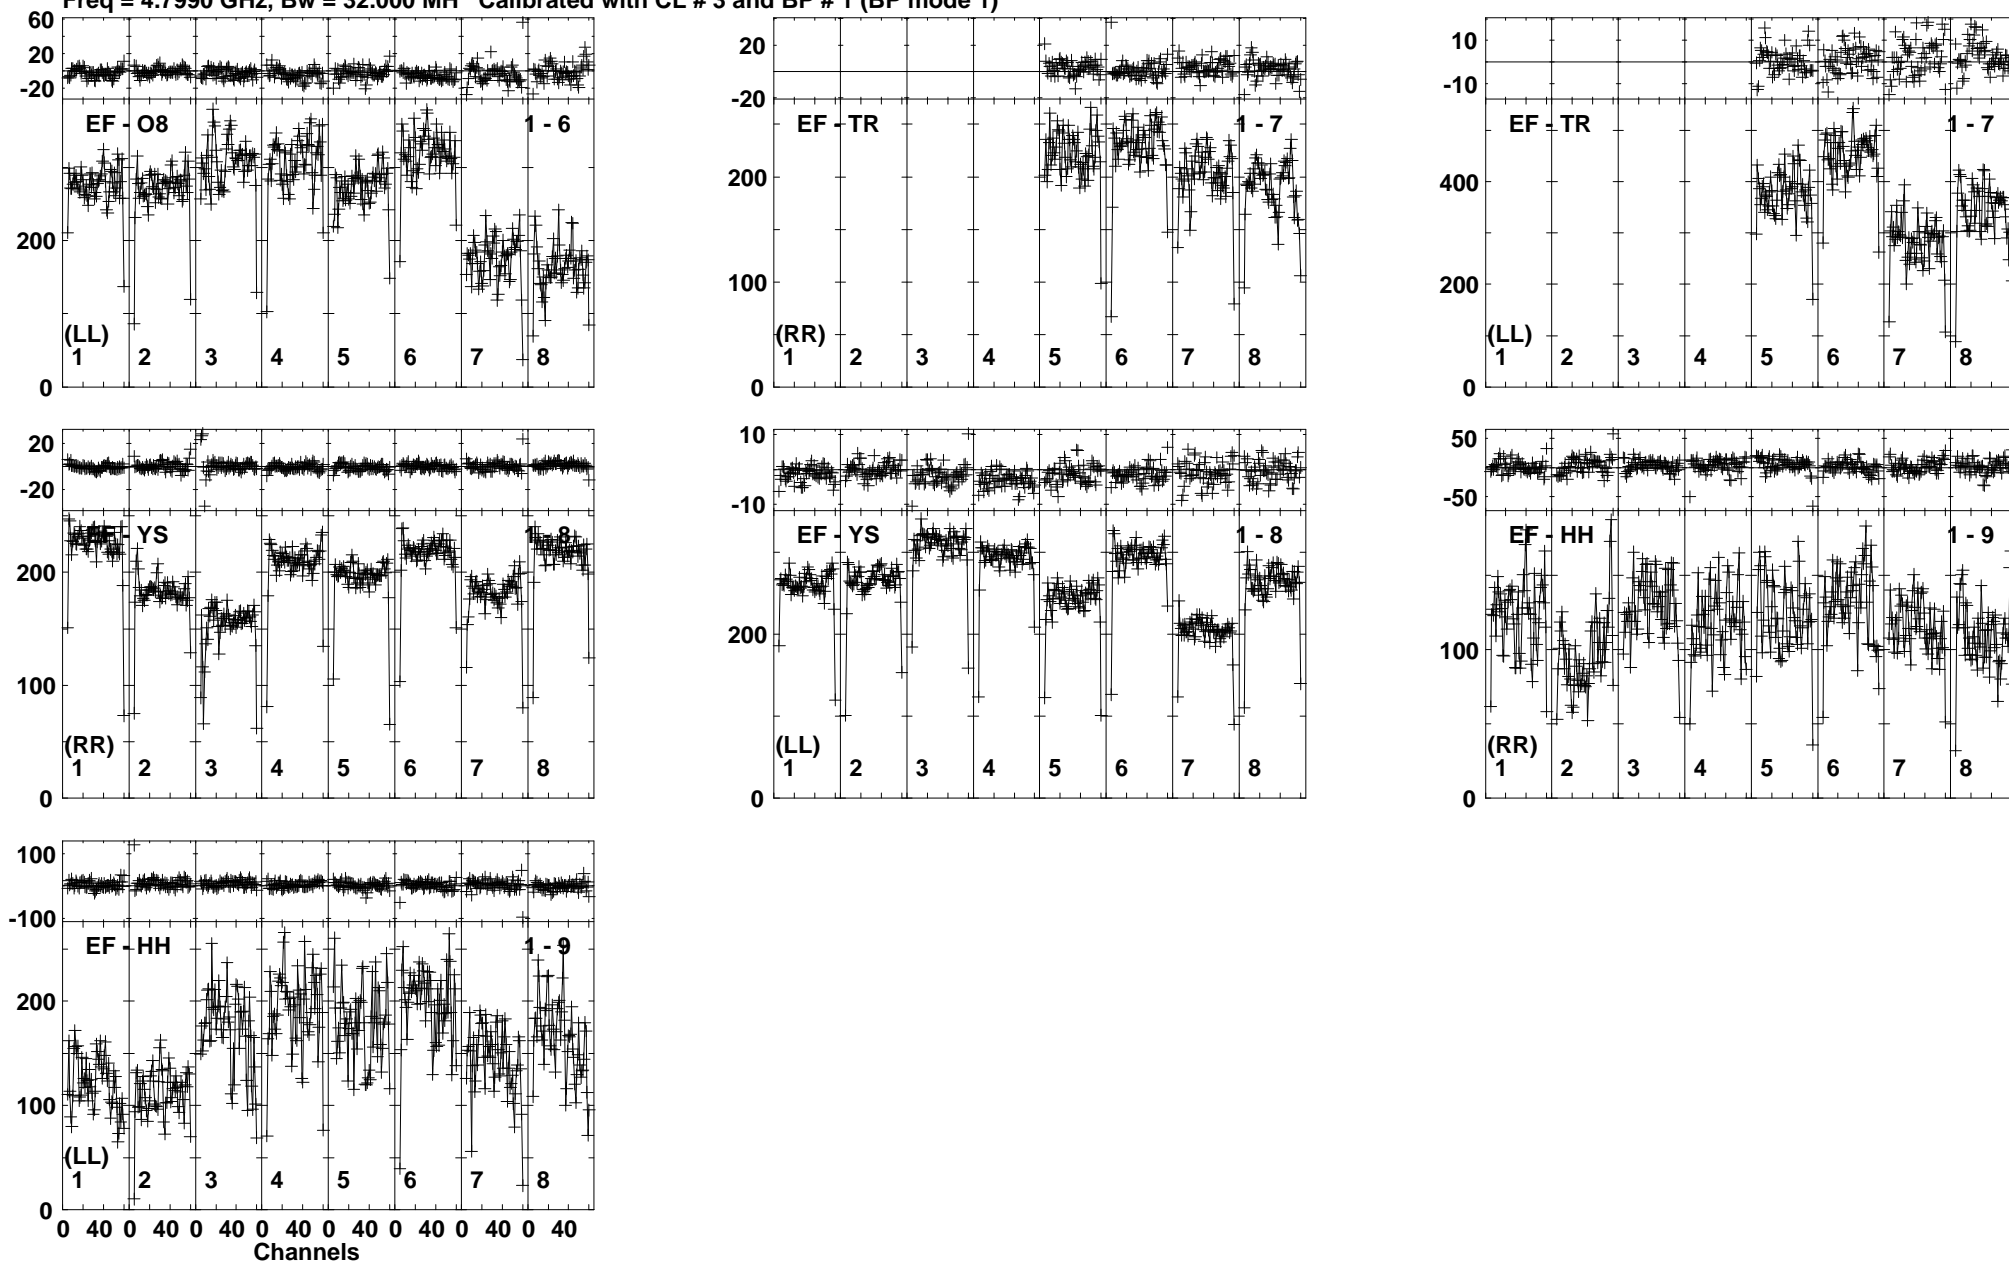 Freq = 4.7990 GHz, Bw = 32.000 MH Calibrated with CL # 3 and BP # 1 (BP mode 1)
60
20
-20
EF - O8 1 - 6
200
0
(LL)
1 2 3 4 5 6 7 8
20
-20
EF - TR 1 - 7
200
100
0
(RR)
1 2 3 4 5 6 7 8
10
-10
EF - TR 1 - 7
400
200
0
(LL)
1 2 3 4 5 6 7 8
20
-20
EF - YS 1 - 8
200
100
0
(RR)
1 2 3 4 5 6 7 8
10
-10
EF - YS 1 - 8
200
0
(LL)
1 2 3 4 5 6 7 8
50
-50
EF - HH 1 - 9
100
0
(RR)
1 2 3 4 5 6 7 8
100
-100
EF - HH 1 - 9
200
100
0
(LL)
1 2 3 4 5 6 7 8
0 40 0 40 0 40 0 40 0 40 0 40 0 40 0 40
Channels